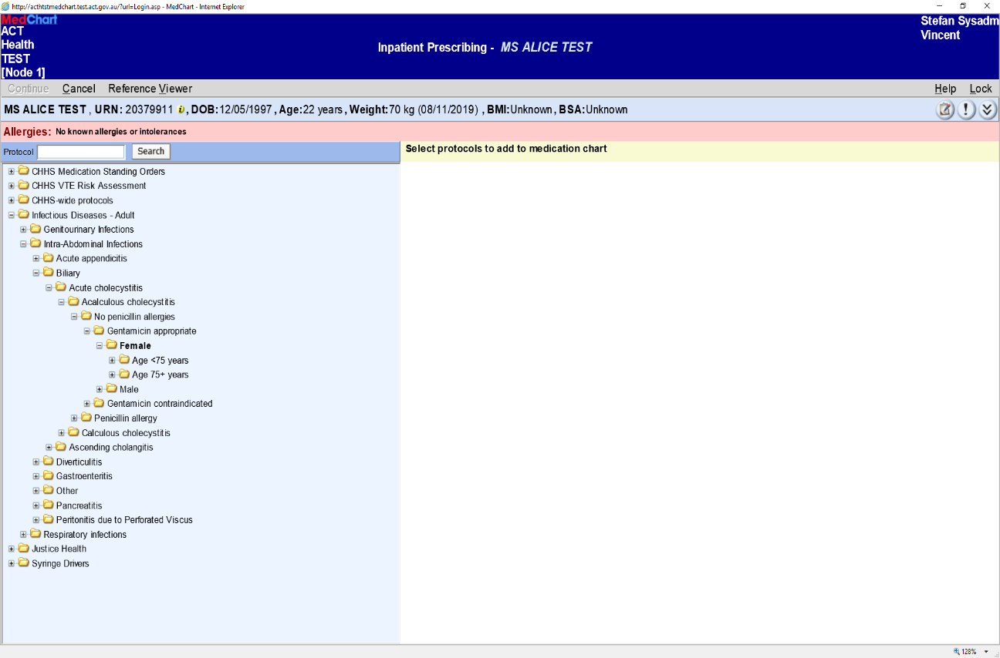 http://acthtstmedchart.test.act.gov.au/?url=Login.asp - MedChart - Internet Explorer
MedChart
ACT
Health
TEST
[Node 1]
Inpatient Prescribing - MS ALICE TEST
Stefan Sysadm
Vincent
Continue Cancel Reference Viewer Help Lock
MS ALICE TEST , URN: 20379911 i , DOB:12/05/1997 , Age:22 years , Weight:70 kg (08/11/2019) , BMI:Unknown , BSA:Unknown
Allergies: No known allergies or intolerances
Protocol Search
Select protocols to add to medication chart
CHHS Medication Standing Orders
CHHS VTE Risk Assessment
CHHS-wide protocols
Infectious Diseases - Adult
Genitourinary Infections
Intra-Abdominal Infections
Acute appendicitis
Biliary
Acute cholecystitis
Acalculous cholecystitis
No penicillin allergies
Gentamicin appropriate
Female
Age <75 years
Age 75+ years
Male
Gentamicin contraindicated
Penicillin allergy
Calculous cholecystitis
Ascending cholangitis
Diverticulitis
Gastroenteritis
Other
Pancreatitis
Peritonitis due to Perforated Viscus
Respiratory infections
Justice Health
Syringe Drivers
128%